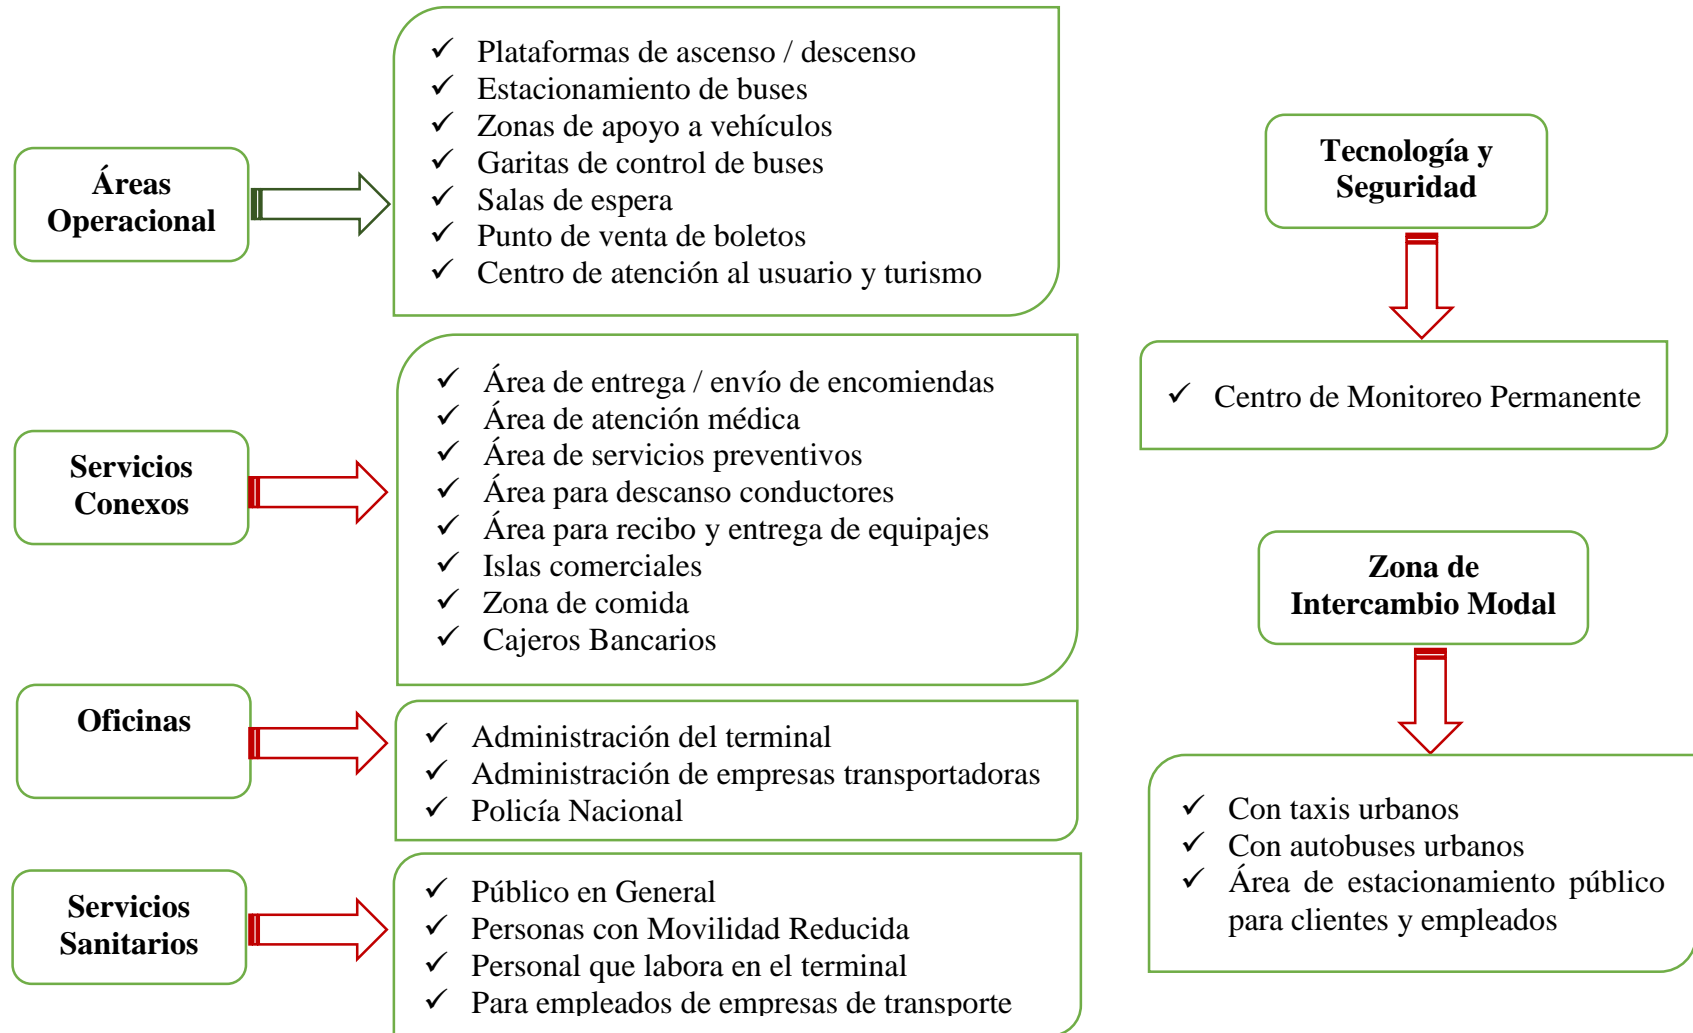 Áreas
Operacional
✓ Plataformas de ascenso / descenso
✓ Estacionamiento de buses
✓ Zonas de apoyo a vehículos
✓ Garitas de control de buses
✓ Salas de espera
✓ Punto de venta de boletos
✓ Centro de atención al usuario y turismo
Servicios
Conexos
✓ Área de entrega / envío de encomiendas
✓ Área de atención médica
✓ Área de servicios preventivos
✓ Área para descanso conductores
✓ Área para recibo y entrega de equipajes
✓ Islas comerciales
✓ Zona de comida
✓ Cajeros Bancarios
Oficinas
✓ Administración del terminal
✓ Administración de empresas transportadoras
✓ Policía Nacional
Servicios
Sanitarios
✓ Público en General
✓ Personas con Movilidad Reducida
✓ Personal que labora en el terminal
✓ Para empleados de empresas de transporte
Tecnología y
Seguridad
✓ Centro de Monitoreo Permanente
Zona de
Intercambio Modal
✓ Con taxis urbanos
✓ Con autobuses urbanos
✓ Área de estacionamiento público
para clientes y empleados